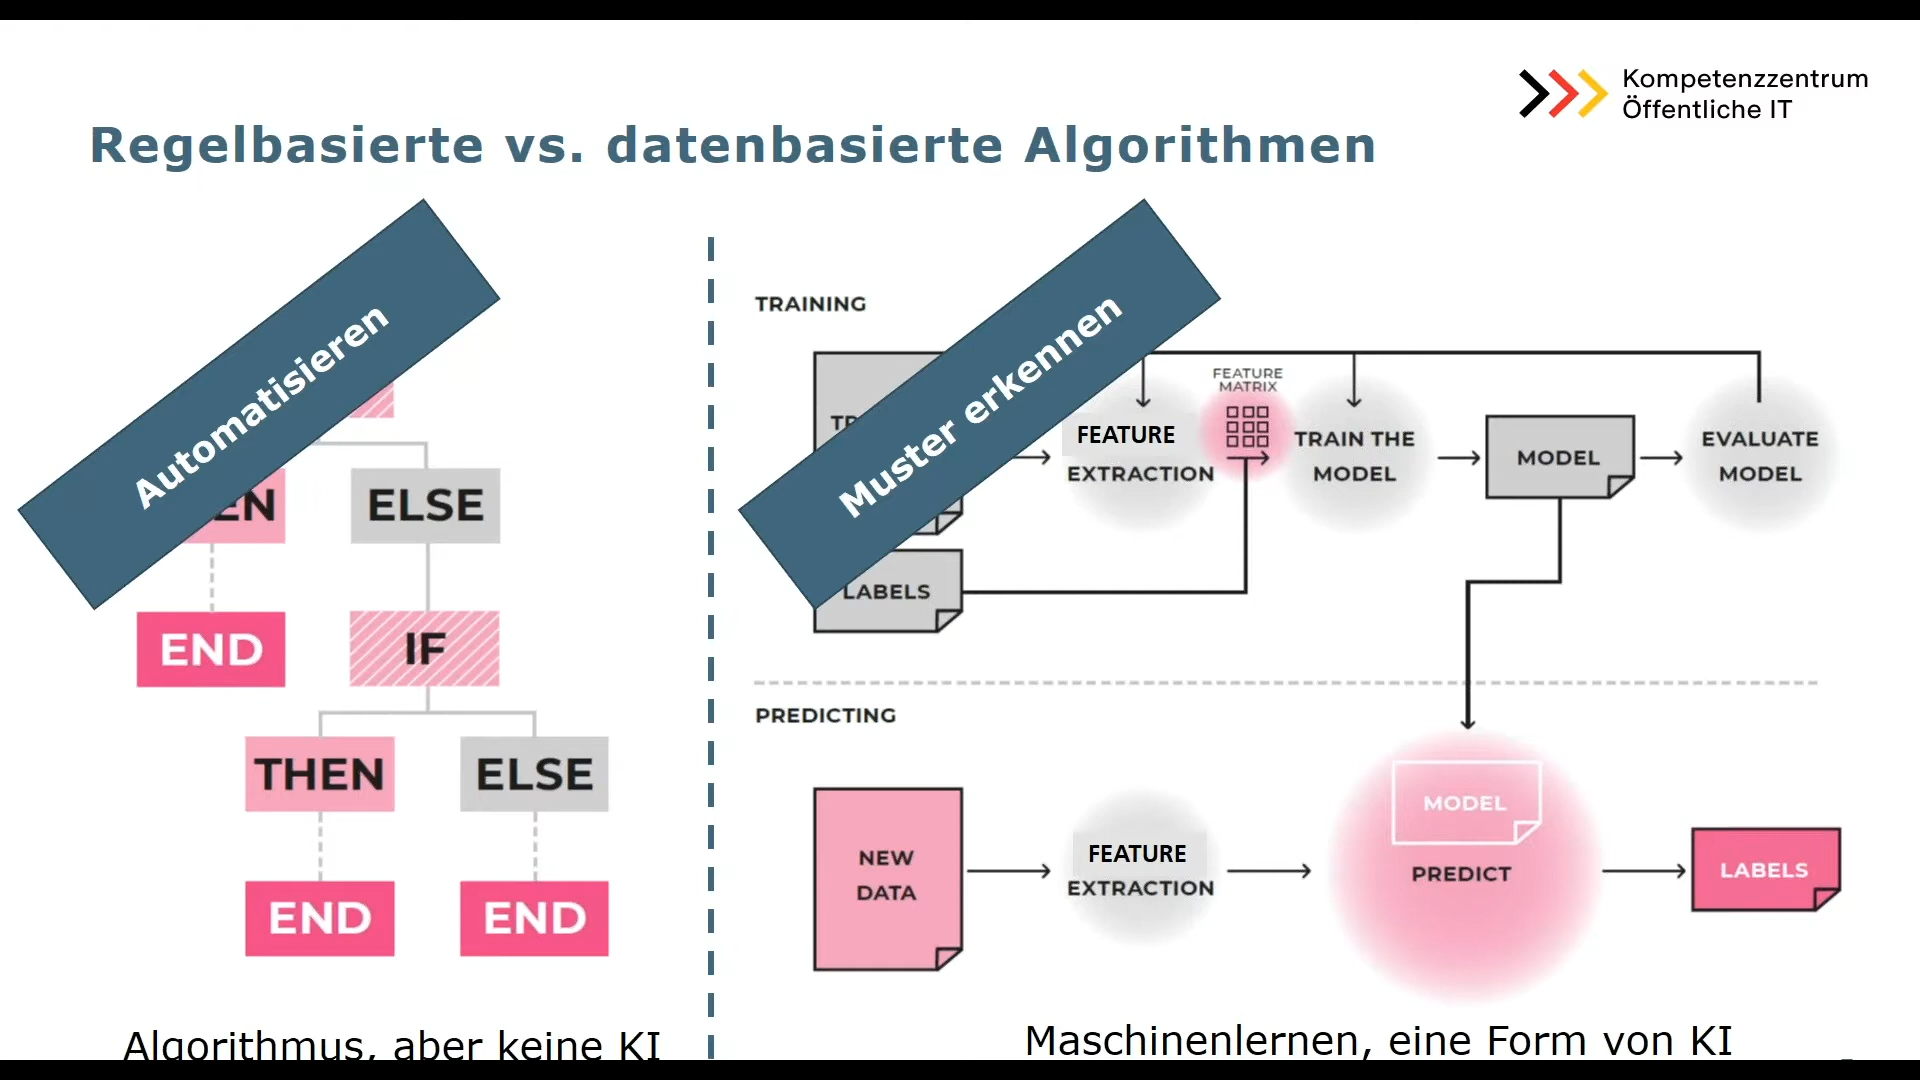 Kompetenzzentrum
Öffentliche IT
Regelbasierte vs. datenbasierte Algorithmen
Automatisieren
ELSE
END
IF
THEN
ELSE
END
END
Algorithmus, aber keine KI
Muster erkennen
TRAINING
FEATURE
EXTRACTION
FEATURE
MATRIX
TRAIN THE
MODEL
MODEL
EVALUATE
MODEL
LABELS
PREDICTING
NEW
DATA
FEATURE
EXTRACTION
MODEL
PREDICT
LABELS
Maschinenlernen, eine Form von KI